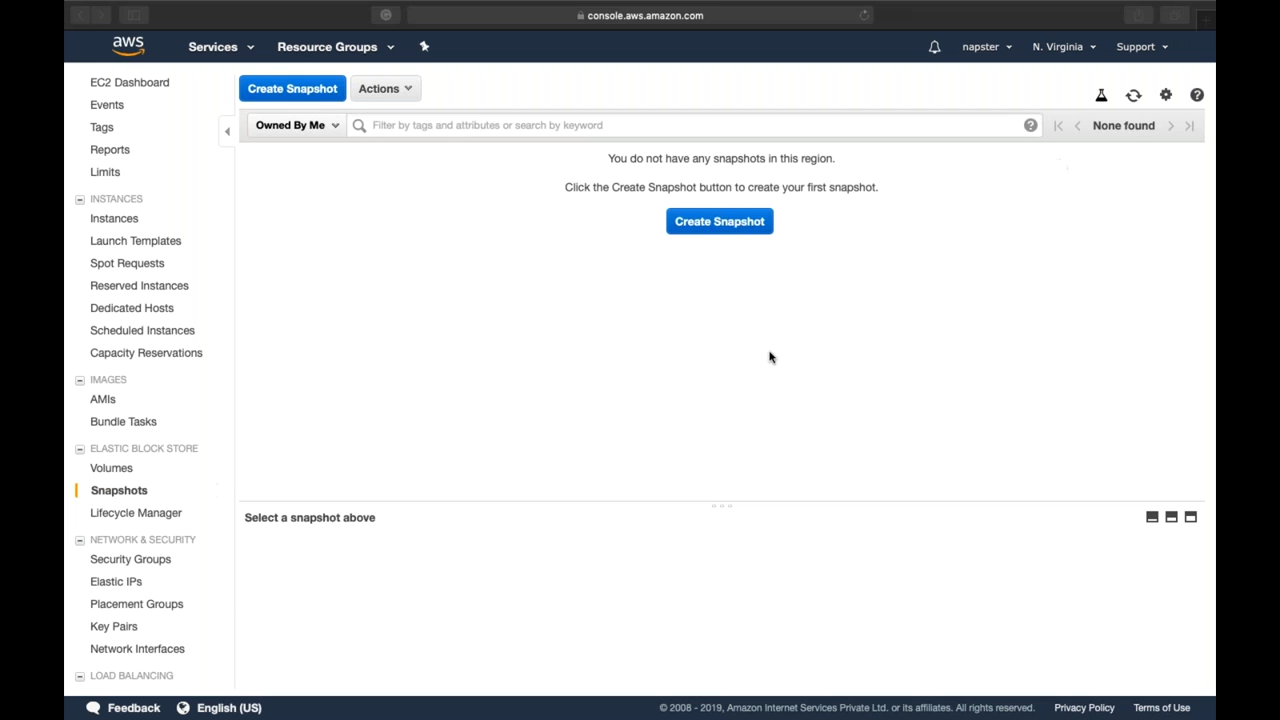 console.aws.amazon.com
aws Services Resource Groups napster N. Virginia Support
EC2 Dashboard
Events
Tags
Reports
Limits
INSTANCES
Instances
Launch Templates
Spot Requests
Reserved Instances
Dedicated Hosts
Scheduled Instances
Capacity Reservations
IMAGES
AMIs
Bundle Tasks
ELASTIC BLOCK STORE
Volumes
Snapshots
Lifecycle Manager
NETWORK & SECURITY
Security Groups
Elastic IPs
Placement Groups
Key Pairs
Network Interfaces
LOAD BALANCING
Create Snapshot Actions
Owned By Me Filter by tags and attributes or search by keyword None found
You do not have any snapshots in this region.
Click the Create Snapshot button to create your first snapshot.
Create Snapshot
Select a snapshot above
Feedback English (US) © 2008 - 2019, Amazon Internet Services Private Ltd. or its affiliates. All rights reserved. Privacy Policy Terms of Use